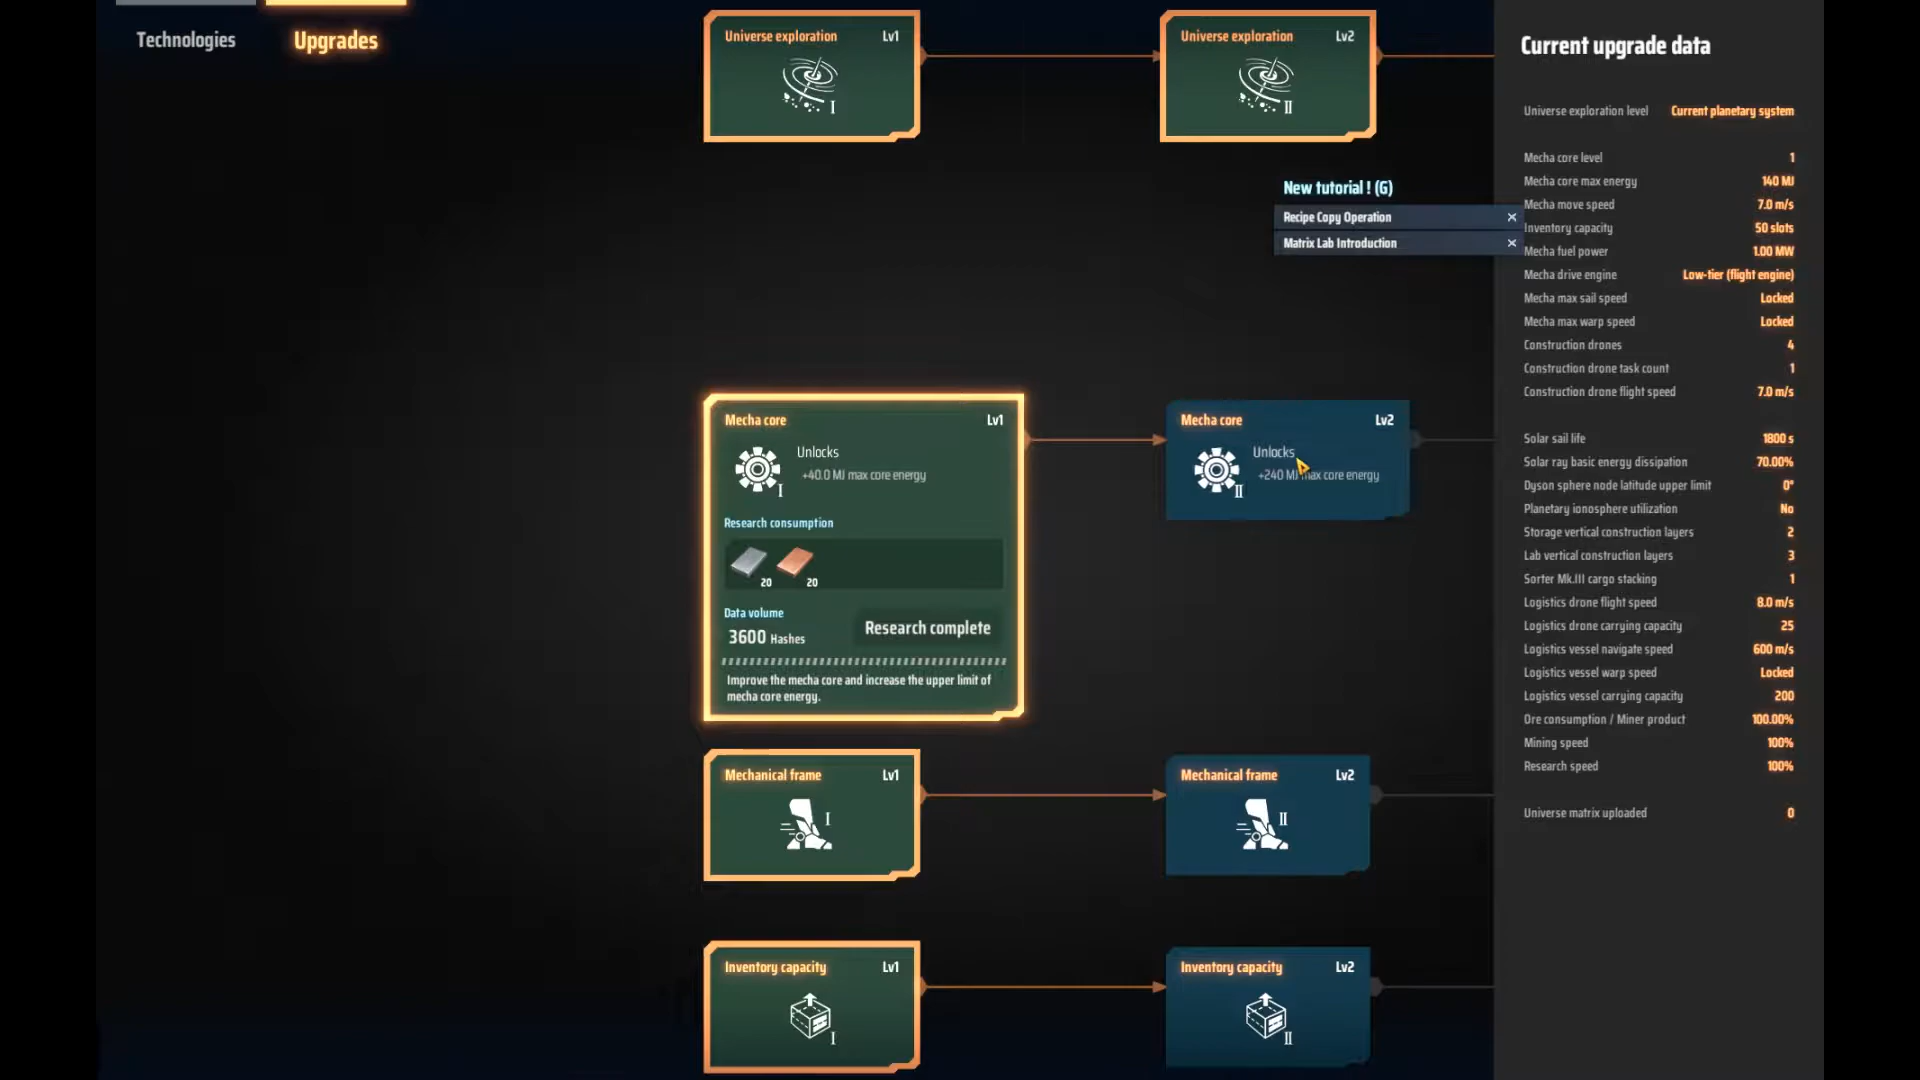 Technologies
Upgrades
Universe exploration Lv1
I
Universe exploration Lv2
II
New tutorial ! (G)
Recipe Copy Operation ×
Matrix Lab Introduction ×
Mecha core Lv1
Unlocks
+40.0 MJ max core energy
I
Research consumption
20 20
Data volume
3600 Hashes
Research complete
Improve the mecha core and increase the upper limit of
mecha core energy.
Mecha core Lv2
Unlocks
+240 MJ max core energy
II
Mechanical frame Lv1
I
Mechanical frame Lv2
II
Inventory capacity Lv1
I
Inventory capacity Lv2
II
Current upgrade data
Universe exploration level Current planetary system
Mecha core level 1
Mecha core max energy 140 MJ
Mecha move speed 7.0 m/s
Inventory capacity 50 slots
Mecha fuel power 1.00 MW
Mecha drive engine Low-tier (flight engine)
Mecha max sail speed Locked
Mecha max warp speed Locked
Construction drones 4
Construction drone task count 1
Construction drone flight speed 7.0 m/s
Solar sail life 1800 s
Solar ray basic energy dissipation 70.00%
Dyson sphere node latitude upper limit 0°
Planetary ionosphere utilization No
Storage vertical construction layers 2
Lab vertical construction layers 3
Sorter Mk.III cargo stacking 1
Logistics drone flight speed 8.0 m/s
Logistics drone carrying capacity 25
Logistics vessel navigate speed 600 m/s
Logistics vessel warp speed Locked
Logistics vessel carrying capacity 200
Ore consumption / Miner product 100.00%
Mining speed 100%
Research speed 100%
Universe matrix uploaded 0